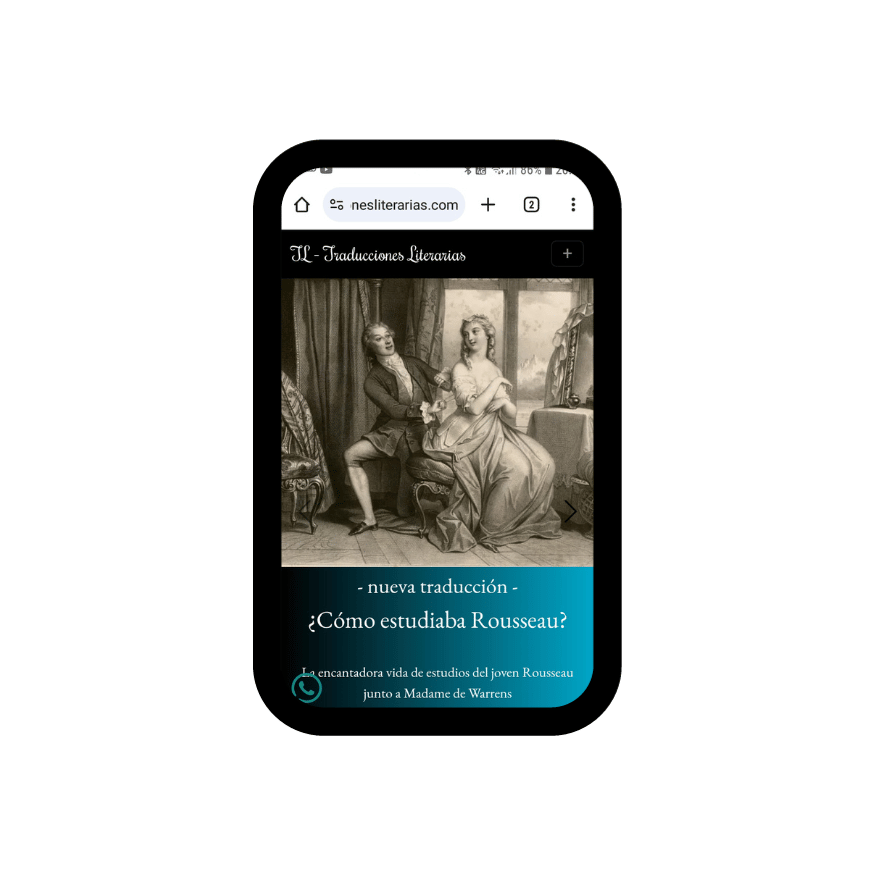 86%
nesliterarias.com
2
TL - Traducciones Literarias
- nueva traducción -
¿Cómo estudiaba Rousseau?
La encantadora vida de estudios del joven Rousseau
junto a Madame de Warrens